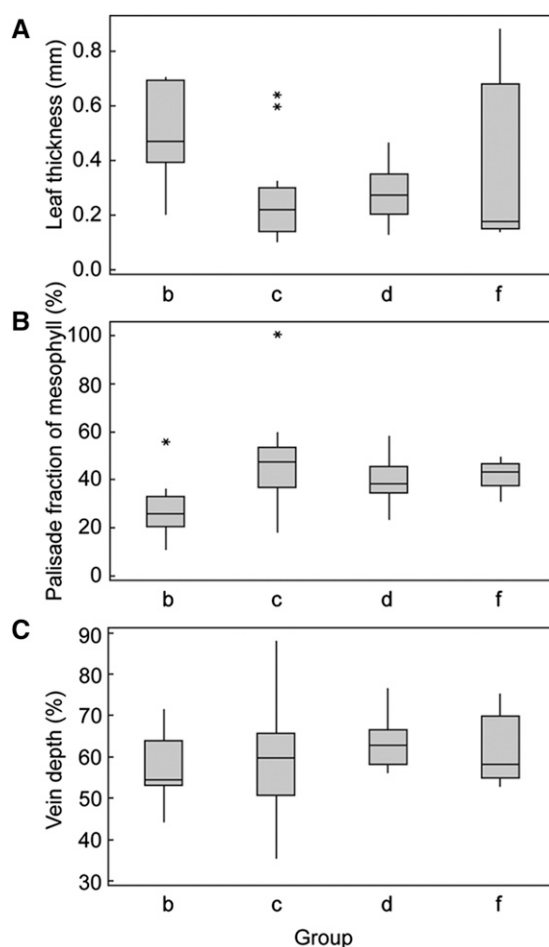 A
Leaf thickness (mm)
0.8
0.6
0.4
0.2
0.0
b c d f
B
Palisade fraction of mesophyll (%)
100
80
60
40
20
0
b c d f
C
Vein depth (%)
90
80
70
60
50
40
30
b c d f
Group